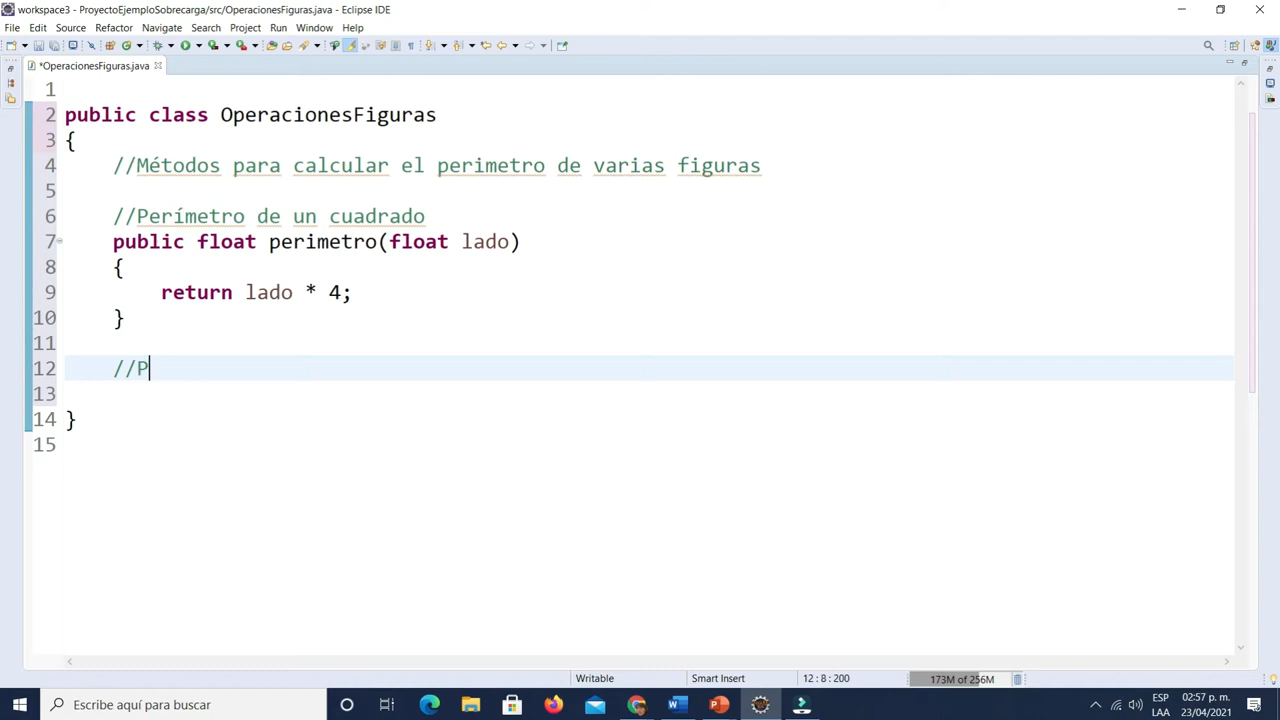 workspace3 - ProyectoEjemploSobrecarga/src/OperacionesFiguras.java - Eclipse IDE
File Edit Source Refactor Navigate Search Project Run Window Help
*OperacionesFiguras.java
1
2 public class OperacionesFiguras
3 {
4 //Métodos para calcular el perimetro de varias figuras
5
6 //Perímetro de un cuadrado
7 public float perimetro(float lado)
8 {
9 return lado * 4;
10 }
11
12 //P
13
14 }
15
Writable Smart Insert 12 : 8 : 200 173M of 256M
Escribe aquí para buscar
ESP 02:57 p. m.
LAA 23/04/2021